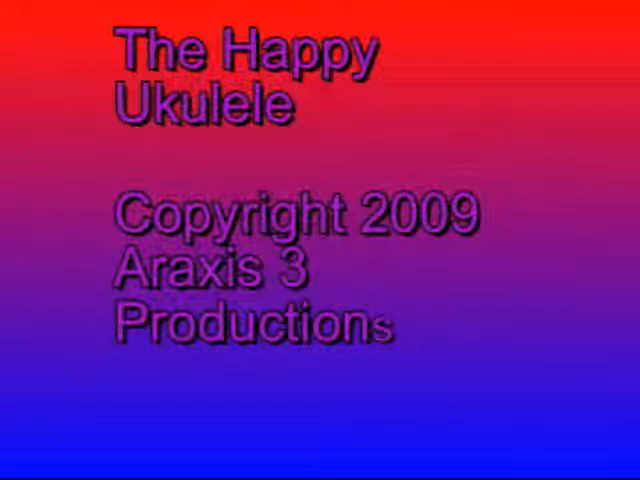 The Happy
Ukulele
Copyright 2009
Araxis 3
Productions